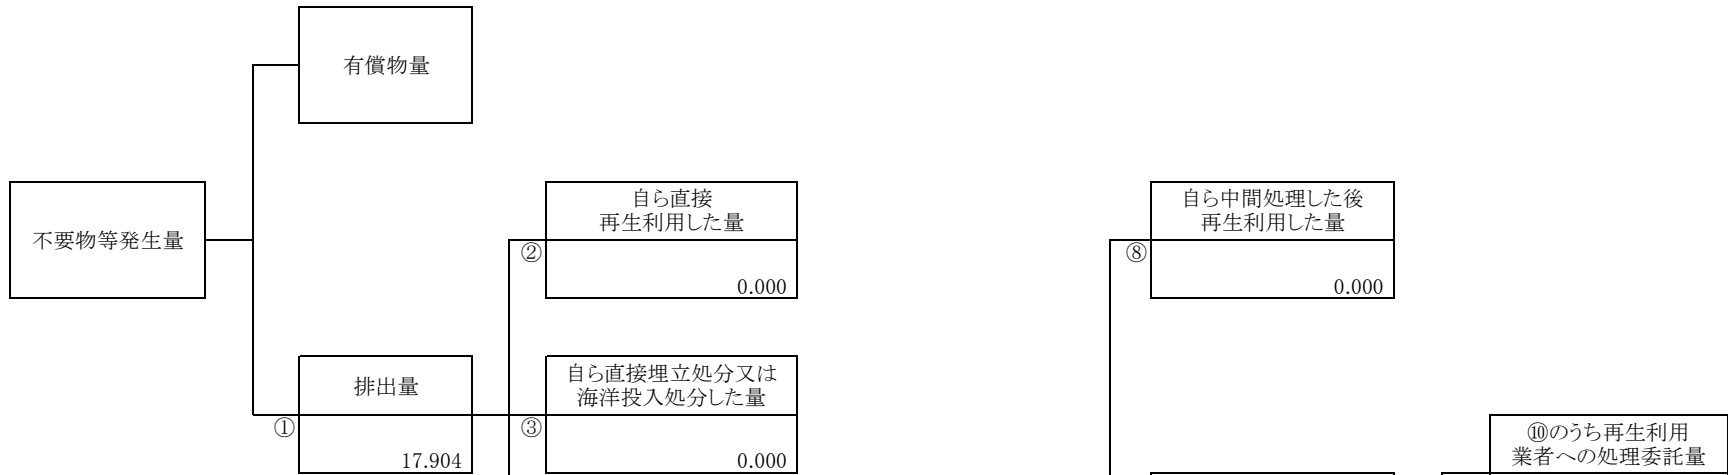 有償物量
不要物等発生量
自ら直接
再生利用した量
②
0.000
自ら中間処理した後
再生利用した量
⑧
0.000
排出量
①
17.904
自ら直接埋立処分又は
海洋投入処分した量
③
0.000
⑩のうち再生利用
業者への処理委託量